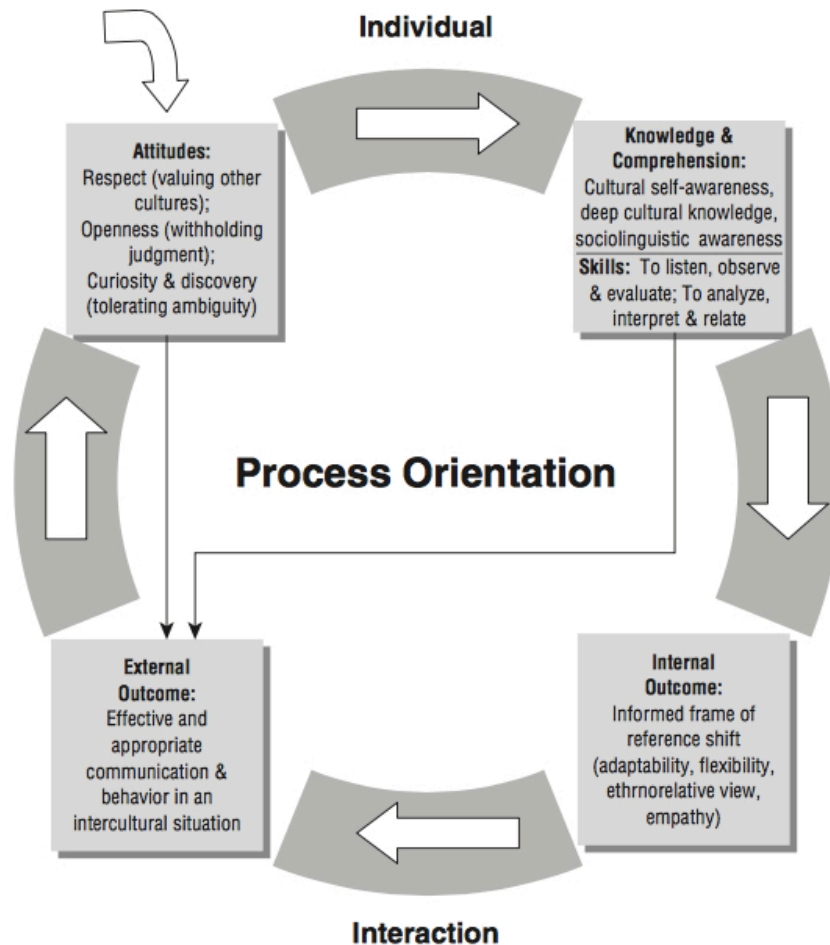 Individual
Attitudes:
Respect (valuing other
cultures);
Openness (withholding
judgment);
Curiosity & discovery
(tolerating ambiguity)
Knowledge &
Comprehension:
Cultural self-awareness,
deep cultural knowledge,
sociolinguistic awareness
Skills: To listen, observe
& evaluate; To analyze,
interpret & relate
Process Orientation
External
Outcome:
Effective and
appropriate
communication &
behavior in an
intercultural situation
Internal
Outcome:
Informed frame of
reference shift
(adaptability, flexibility,
ethrnorelative view,
empathy)
Interaction